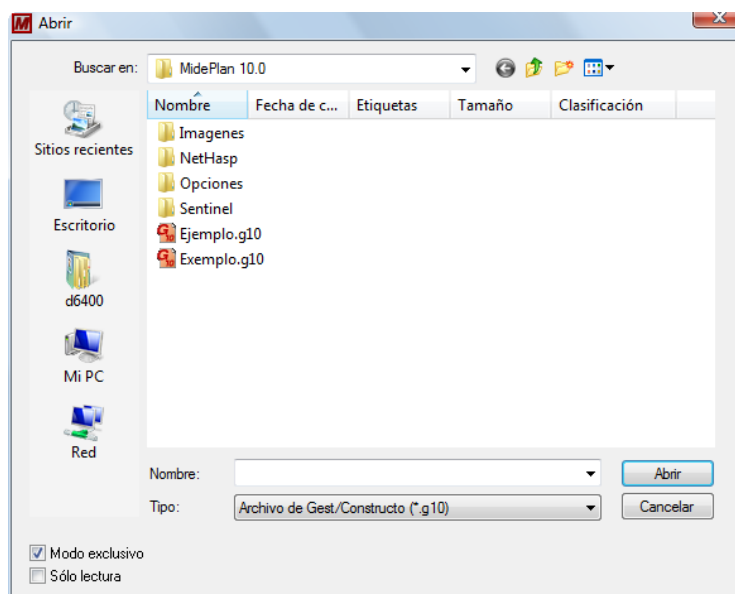 Abrir
Buscar en: MidePlan 10.0
Nombre Fecha de c... Etiquetas Tamaño Clasificación
Imagenes
NetHasp
Opciones
Sentinel
Ejemplo.g10
Exemplo.g10
Sitios recientes
Escritorio
d6400
Mi PC
Red
Nombre: Abrir
Tipo: Archivo de Gest/Constructo (*.g10) Cancelar
Modo exclusivo
Sólo lectura